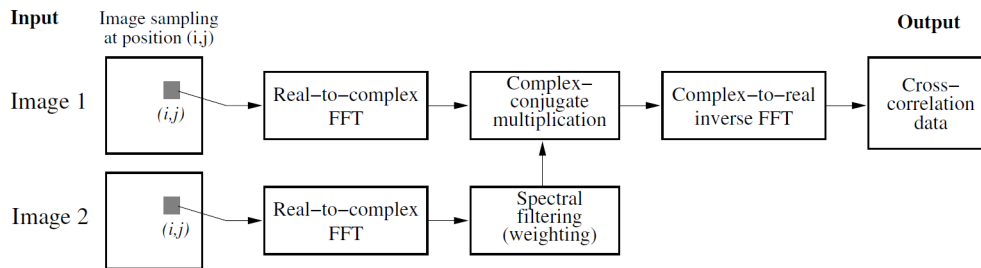 Input
Image sampling
at position (i,j)
Output
Image 1
(i,j)
Real-to-complex
FFT
Complex-
conjugate
multiplication
Complex-to-real
inverse FFT
Cross-
correlation
data
Image 2
(i,j)
Real-to-complex
FFT
Spectral
filtering
(weighting)